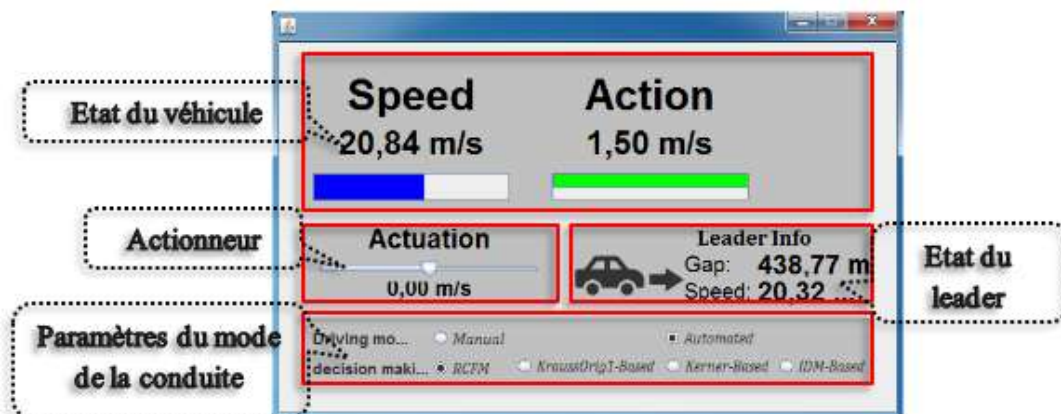 Speed
Action
Etat du véhicule
20,84 m/s
1,50 m/s
Actionneur
Actuation
0,00 m/s
Leader Info
Gap: 438,77 m
Speed: 20,32 ...
Etat du
leader
Paramètres du mode
de la conduite
Driving mo... Manual Automated
decision maki... RCFM KraussOrig1-Based Kerner-Based IDM-Based